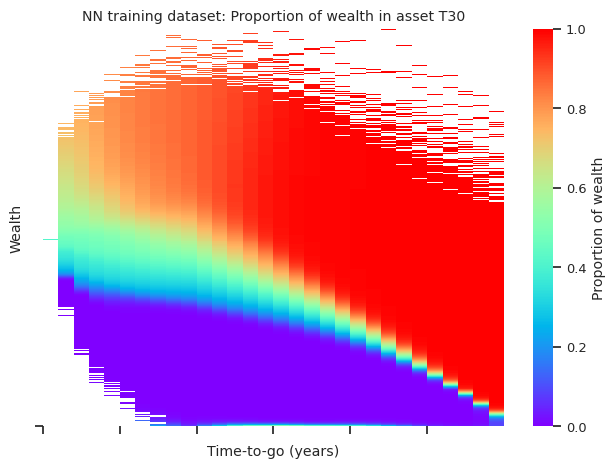 NN training dataset: Proportion of wealth in asset T30
Wealth
Time-to-go (years)
1.0
0.8
0.6
0.4
0.2
0.0
Proportion of wealth